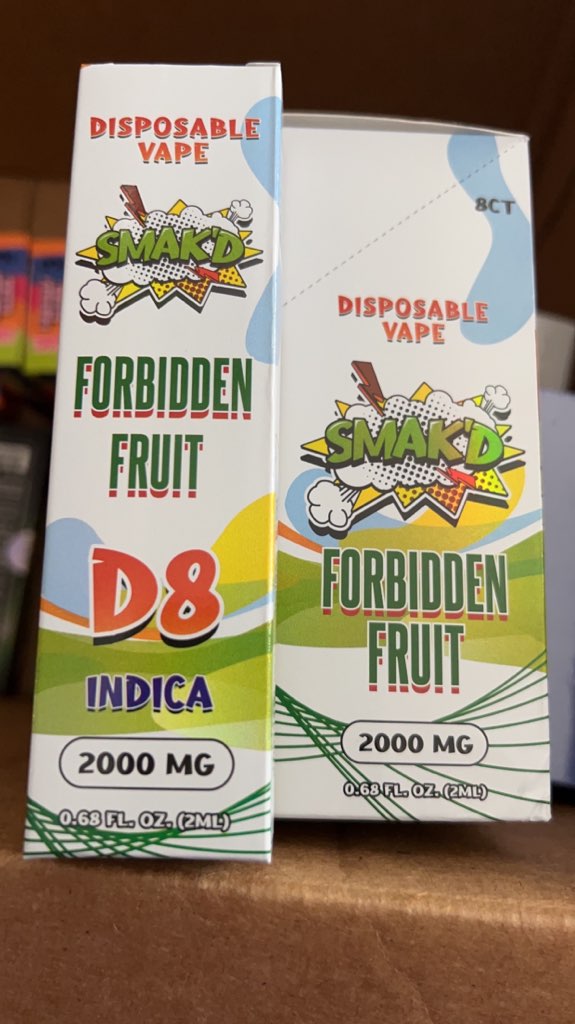 DISPOSABLE
VAPE
SMAK'D
FORBIDDEN
FRUIT
D8
INDICA
2000 MG
0.68 FL. OZ. (2ML)
8CT
DISPOSABLE
VAPE
SMAK'D
FORBIDDEN
FRUIT
2000 MG
0.68 FL. OZ. (2ML)